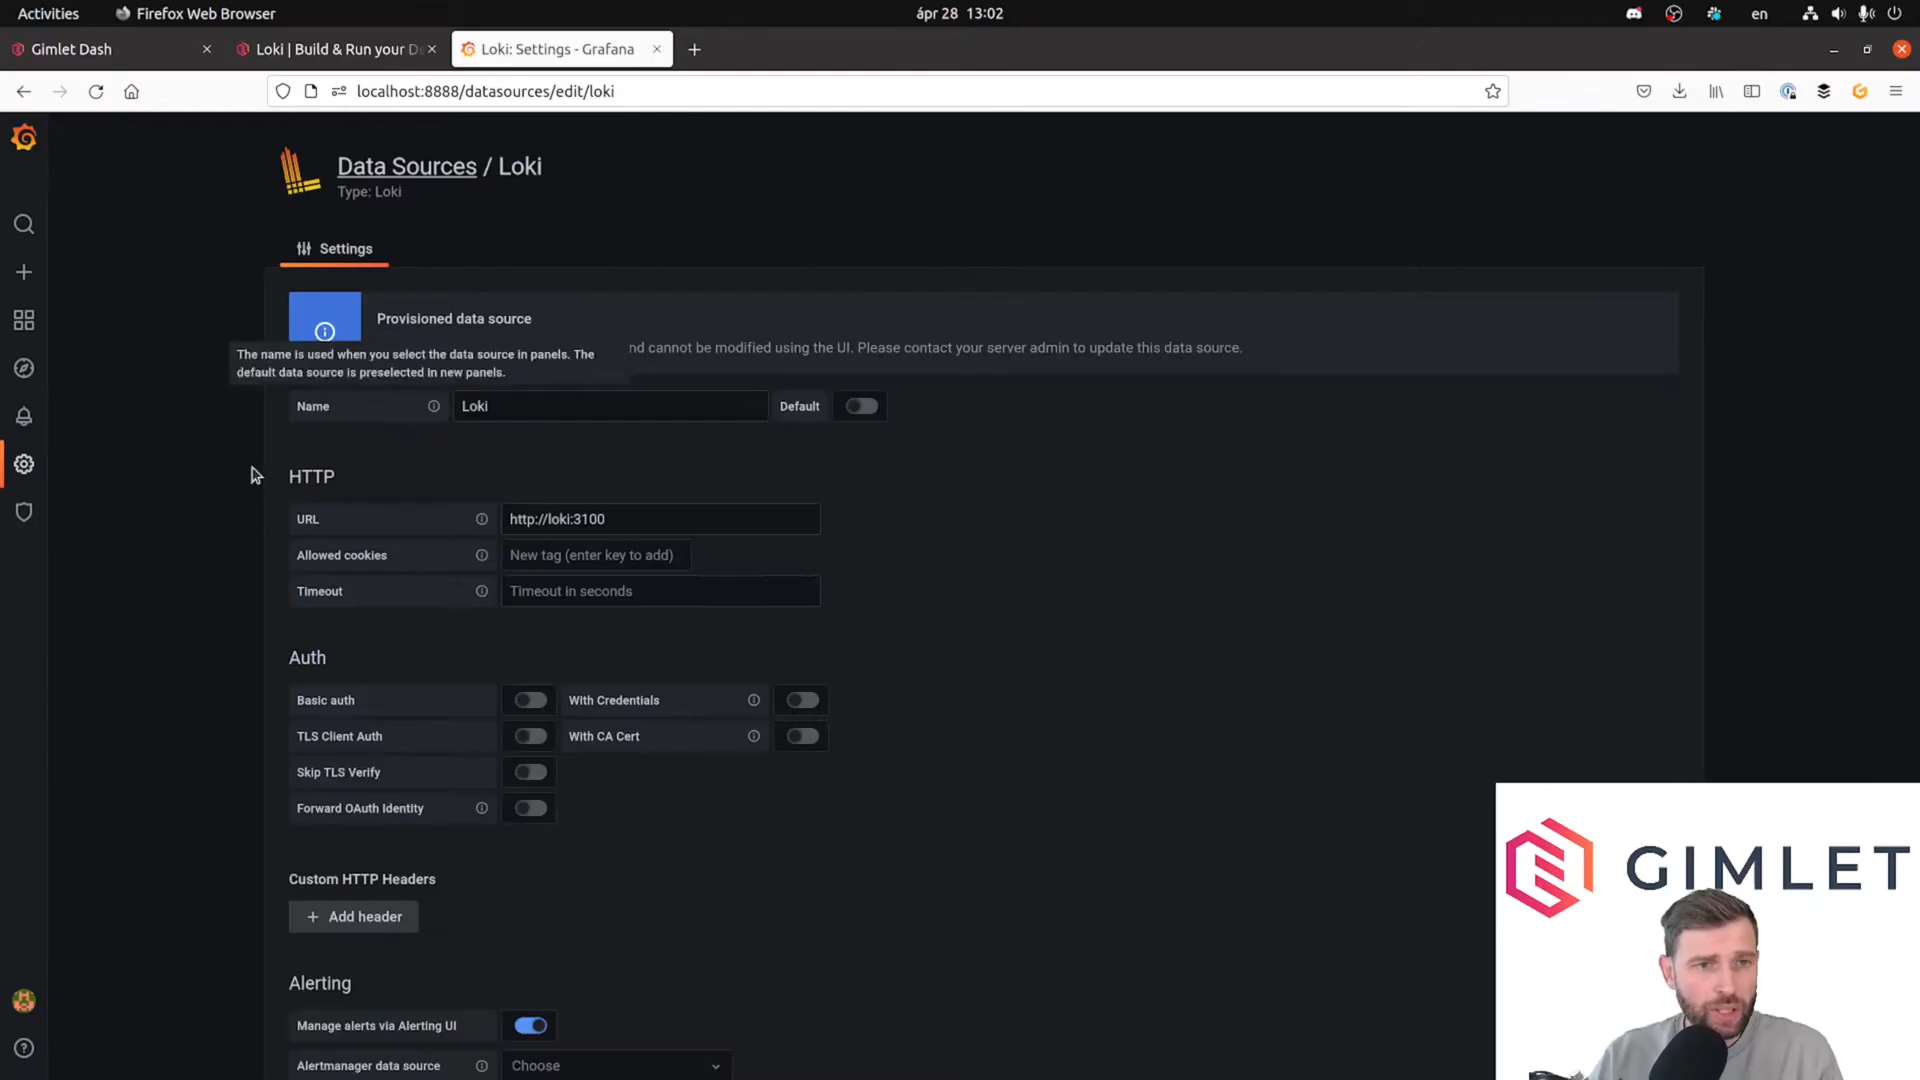 Activities
Firefox Web Browser
ápr 28 13:02
en
Gimlet Dash
Loki | Build & Run your D
Loki: Settings - Grafana
localhost:8888/datasources/edit/loki
Data Sources / Loki
Type: Loki
Settings
Provisioned data source
nd cannot be modified using the UI. Please contact your server admin to update this data source.
The name is used when you select the data source in panels. The
default data source is preselected in new panels.
Name
Loki
Default
HTTP
URL
http://loki:3100
Allowed cookies
New tag (enter key to add)
Timeout
Timeout in seconds
Auth
Basic auth
With Credentials
TLS Client Auth
With CA Cert
Skip TLS Verify
Forward OAuth Identity
Custom HTTP Headers
+ Add header
Alerting
Manage alerts via Alerting UI
Alertmanager data source
Choose
GIMLET